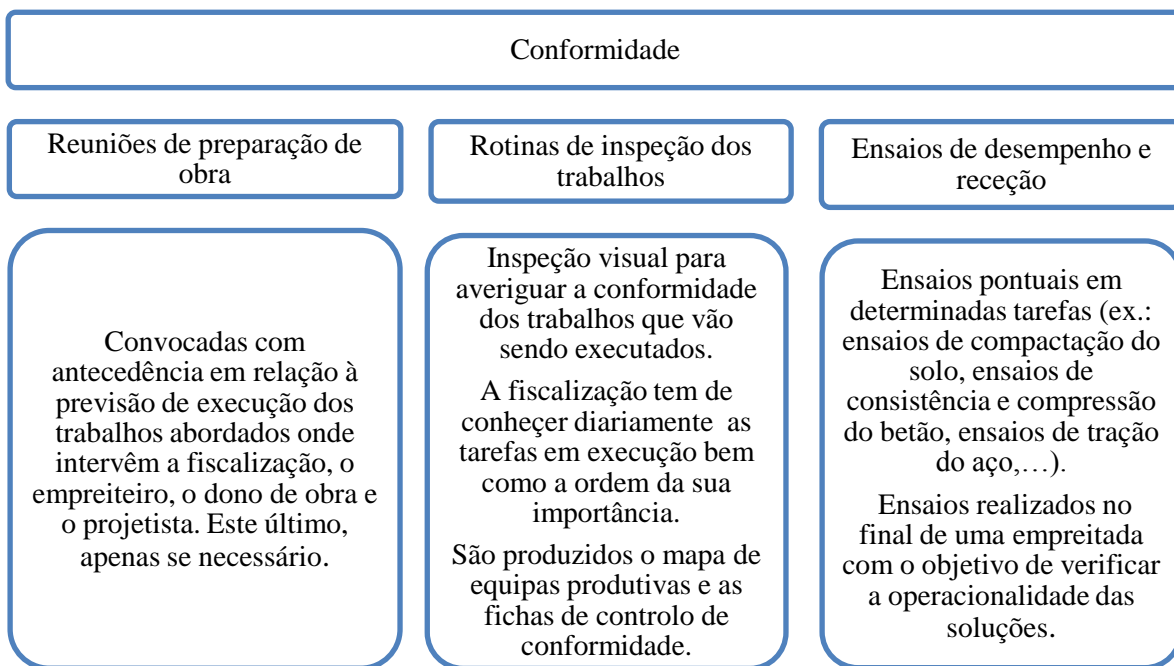 Conformidade
Reuniões de preparação de
obra
Rotinas de inspeção dos
trabalhos
Ensaios de desempenho e
receção
Convocadas com
antecedência em relação à
previsão de execução dos
trabalhos abordados onde
intervêm a fiscalização, o
empreiteiro, o dono de obra e
o projetista. Este último,
apenas se necessário.
Inspeção visual para
averiguar a conformidade
dos trabalhos que vão
sendo executados.
A fiscalização tem de
conheçer diariamente as
tarefas em execução bem
como a ordem da sua
importância.
São produzidos o mapa de
equipas produtivas e as
fichas de controlo de
conformidade.
Ensaios pontuais em
determinadas tarefas (ex.:
ensaios de compactação do
solo, ensaios de
consistência e compressão
do betão, ensaios de tração
do aço,…).
Ensaios realizados no
final de uma empreitada
com o objetivo de verificar
a operacionalidade das
soluções.